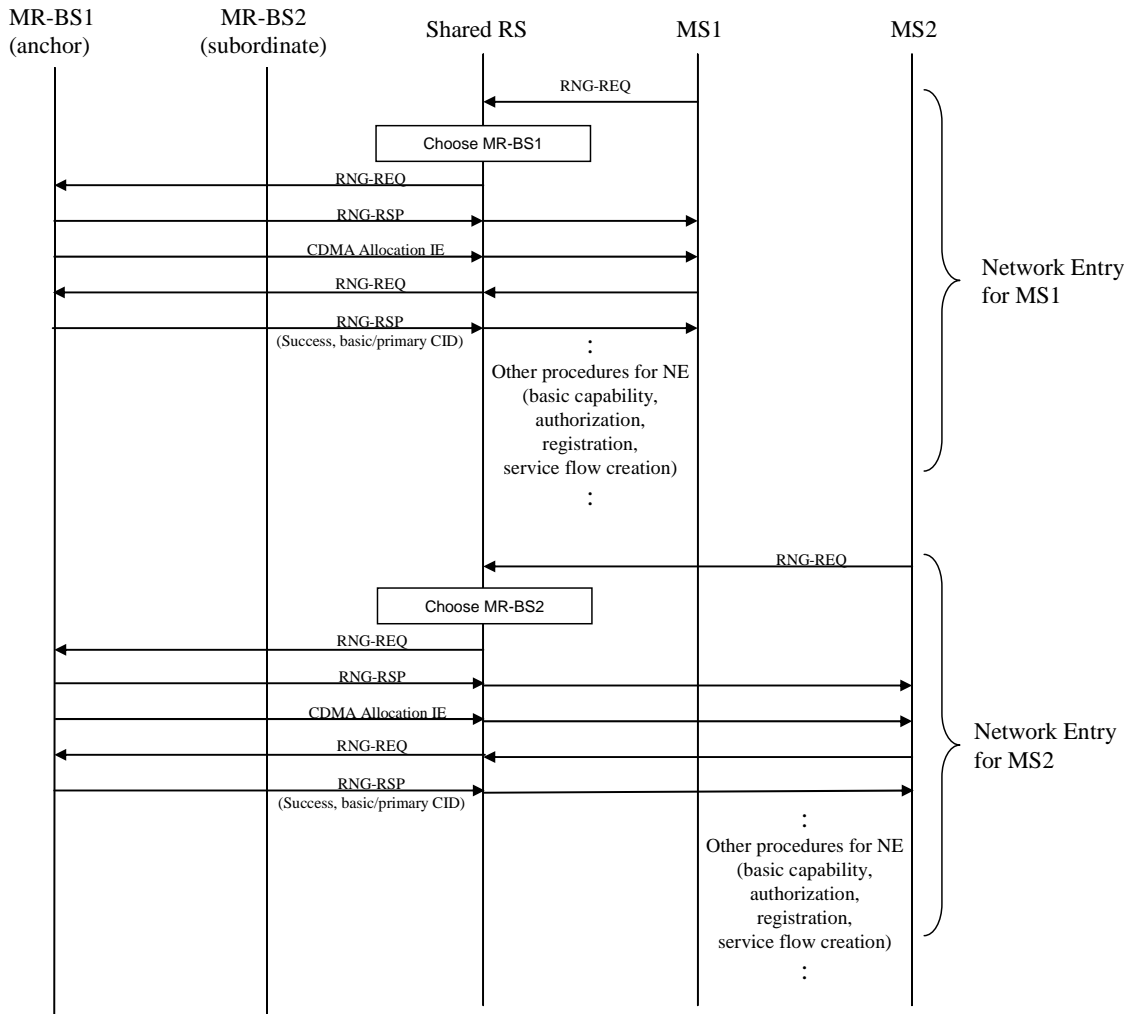 MR-BS1
(anchor)
MR-BS2
(subordinate)
Shared RS
MS1
MS2
RNG-REQ
Choose MR-BS1
RNG-REQ
RNG-RSP
CDMA Allocation IE
RNG-REQ
RNG-RSP
(Success, basic/primary CID)
:
Other procedures for NE
(basic capability,
authorization,
registration,
service flow creation)
:
Network Entry
for MS1
RNG-REQ
Choose MR-BS2
RNG-REQ
RNG-RSP
CDMA Allocation IE
RNG-REQ
RNG-RSP
(Success, basic/primary CID)
:
Other procedures for NE
(basic capability,
authorization,
registration,
service flow creation)
:
Network Entry
for MS2